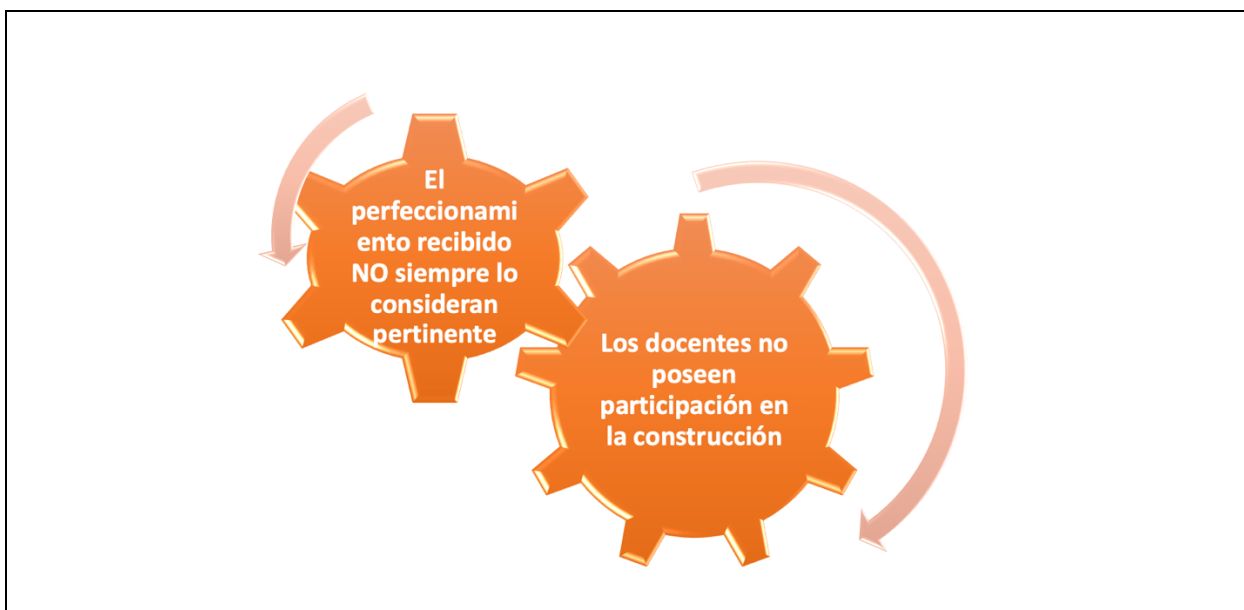 El
perfeccionami
ento recibido
NO siempre lo
consideran
pertinente
Los docentes no
poseen
participación en
la construcción